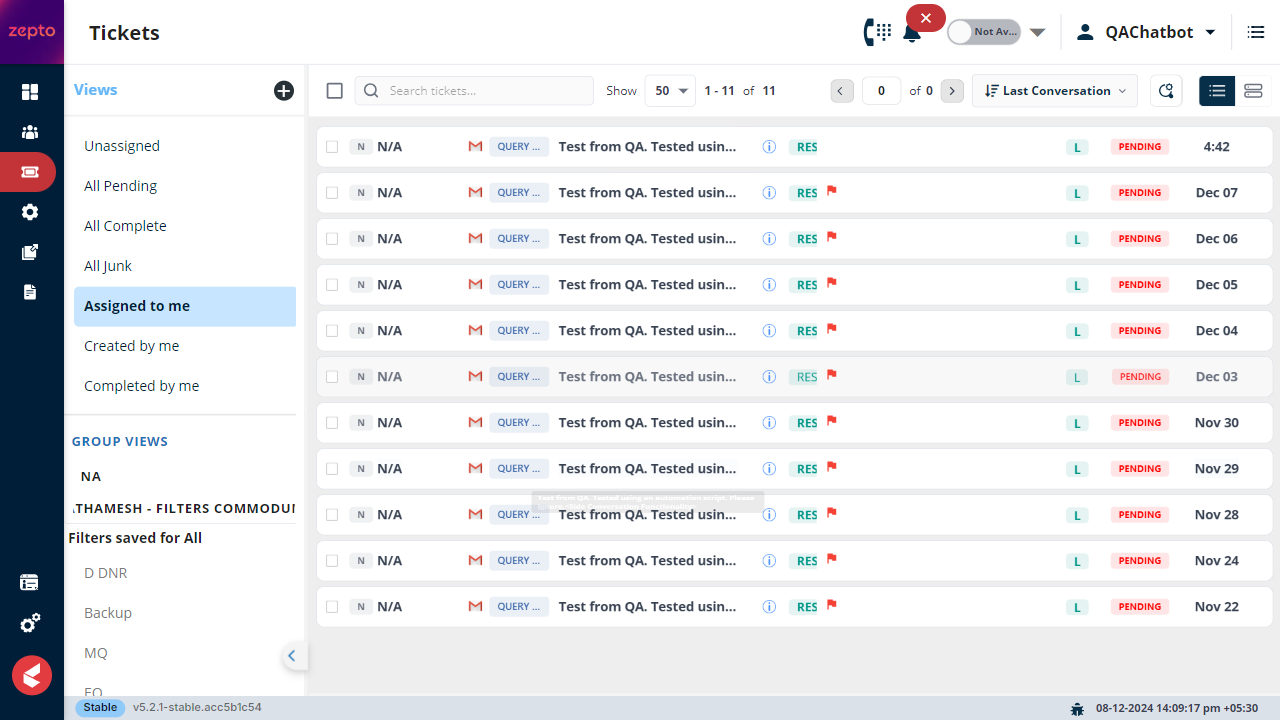 zepto
Tickets
Not Av...
QAChatbot
Views
Search tickets...
Show
50
1 - 11 of 11
0
of 0
Last Conversation
Unassigned
All Pending
All Complete
All Junk
Assigned to me
Created by me
Completed by me
GROUP VIEWS
NA
THAMESH - FILTERS COMMODU
Filters saved for All
D DNR
Backup
MQ
EQ
N N/A QUERY ... Test from QA. Tested usin... RES L PENDING 4:42
N N/A QUERY ... Test from QA. Tested usin... RES L PENDING Dec 07
N N/A QUERY ... Test from QA. Tested usin... RES L PENDING Dec 06
N N/A QUERY ... Test from QA. Tested usin... RES L PENDING Dec 05
N N/A QUERY ... Test from QA. Tested usin... RES L PENDING Dec 04
N N/A QUERY ... Test from QA. Tested usin... RES L PENDING Dec 03
N N/A QUERY ... Test from QA. Tested usin... RES L PENDING Nov 30
N N/A QUERY ... Test from QA. Tested usin... RES L PENDING Nov 29
Test from QA. Tested using an automation script. Please
N N/A QUERY ... Test from QA. Tested usin... RES L PENDING Nov 28
N N/A QUERY ... Test from QA. Tested usin... RES L PENDING Nov 24
N N/A QUERY ... Test from QA. Tested usin... RES L PENDING Nov 22
Stable
v5.2.1-stable.acc5b1c54
08-12-2024 14:09:17 pm +05:30